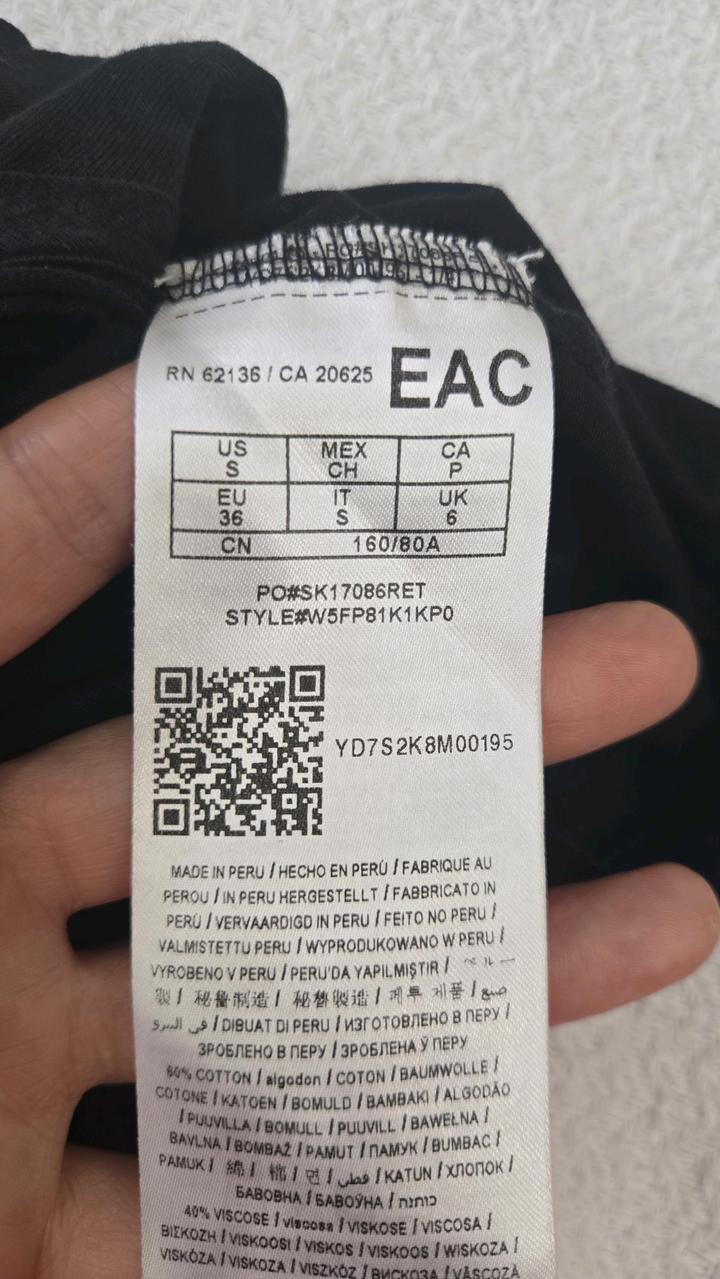 RN 62136 / CA 20625
EAC
US MEX CA
S CH P
EU IT UK
36 S 6
CN 160/80A
PO#SK17086RET
STYLE#W5FP81K1KP0
YD7S2K8M00195
MADE IN PERU / HECHO EN PERÚ / FABRIQUE AU
PEROU / IN PERU HERGESTELLT / FABBRICATO IN
PERÙ / VERVAARDIGD IN PERU / FEITO NO PERU /
VALMISTETTU PERU / WYPRODUKOWANO W PERU /
VYROBENO V PERU / PERU'DA YAPILMIŞTIR / ペルー
製 / 秘鲁制造 / 秘魯製造 / 페루 제품 / صنع
في البيرو / DIBUAT DI PERU / ИЗГОТОВЛЕНО В ПЕРУ /
ЗРОБЛЕНО В ПЕРУ / ЗРОБЛЕНА Ў ПЕРУ
60% COTTON / algodon / COTON / BAUMWOLLE /
COTONE / KATOEN / BOMULD / ΒΑΜΒΑΚΙ / ALGODÃO
/ PUUVILLA / BOMULL / PUUVILL / BAWEŁNA /
BAVLNA / BOMBAŽ / PAMUT / ПАМУК / BUMBAC /
PAMUK / 綿 / 棉 / 면 / قطن / KATUN / ХЛОПОК /
БАВОВНА / БАВОЎНА / כותנה
40% VISCOSE / viscosa / VISKOSE / VISCOSA /
ΒΙΣΚΟΖΗ / VISKOOSI / VISKOS / VISKOOS / WISKOZA /
VISKÓZA / VISKOZA / VISZKÓZ / ВИСКОЗА / VÂSCOZĂ